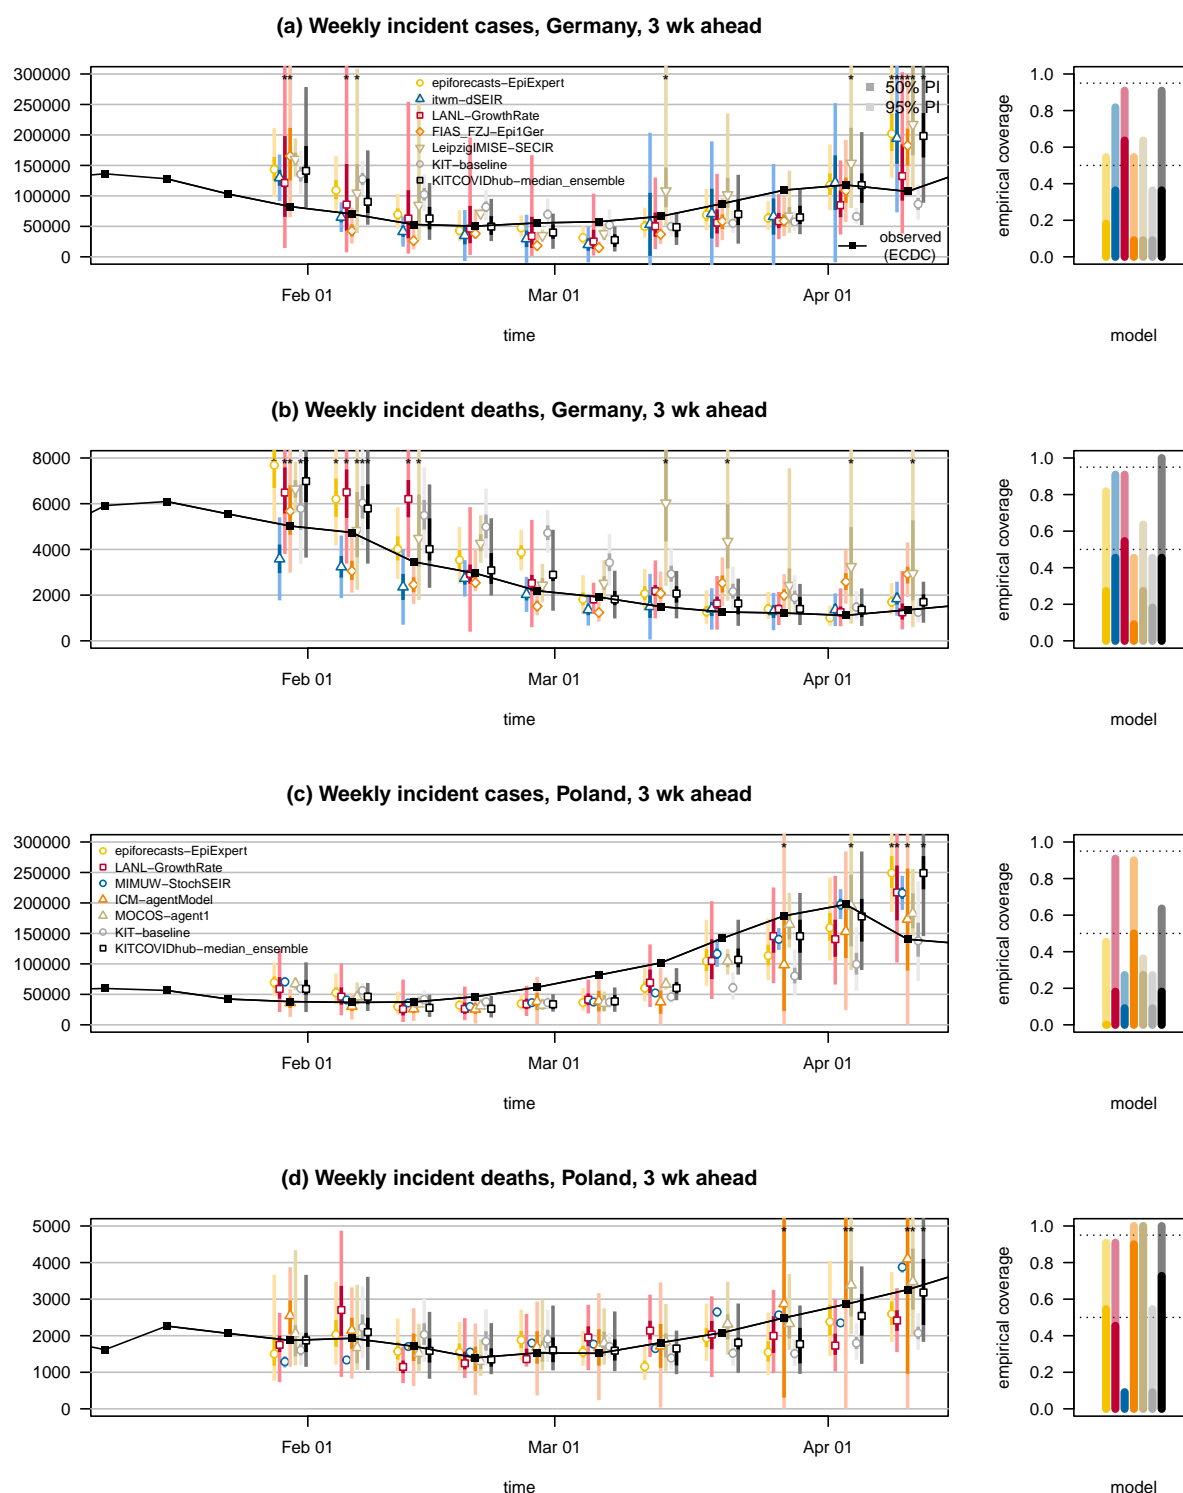 (a) Weekly incident cases, Germany, 3 wk ahead
300000
250000
200000
150000
100000
50000
0
epiforecasts−EpiExpert
itwm−dSEIR
LANL−GrowthRate
FIAS_FZJ−Epi1Ger
LeipzigIMISE−SECIR
KIT−baseline
KITCOVIDhub−median_ensemble
50% PI
95% PI
observed
(ECDC)
Feb 01
Mar 01
Apr 01
time
empirical coverage
1.0
0.8
0.6
0.4
0.2
0.0
model
(b) Weekly incident deaths, Germany, 3 wk ahead
8000
6000
4000
2000
0
Feb 01
Mar 01
Apr 01
time
empirical coverage
1.0
0.8
0.6
0.4
0.2
0.0
model
(c) Weekly incident cases, Poland, 3 wk ahead
300000
250000
200000
150000
100000
50000
0
epiforecasts−EpiExpert
LANL−GrowthRate
MIMUW−StochSEIR
ICM−agentModel
MOCOS−agent1
KIT−baseline
KITCOVIDhub−median_ensemble
Feb 01
Mar 01
Apr 01
time
empirical coverage
1.0
0.8
0.6
0.4
0.2
0.0
model
(d) Weekly incident deaths, Poland, 3 wk ahead
5000
4000
3000
2000
1000
0
Feb 01
Mar 01
Apr 01
time
empirical coverage
1.0
0.8
0.6
0.4
0.2
0.0
model